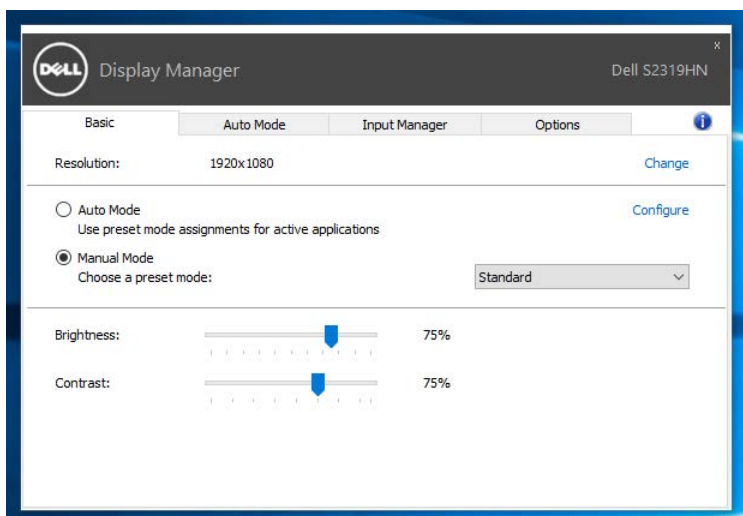 DELL Display Manager Dell S2319HN x
Basic Auto Mode Input Manager Options i
Resolution: 1920x1080 Change
Auto Mode Configure
Use preset mode assignments for active applications
Manual Mode
Choose a preset mode: Standard
Brightness: 75%
Contrast: 75%